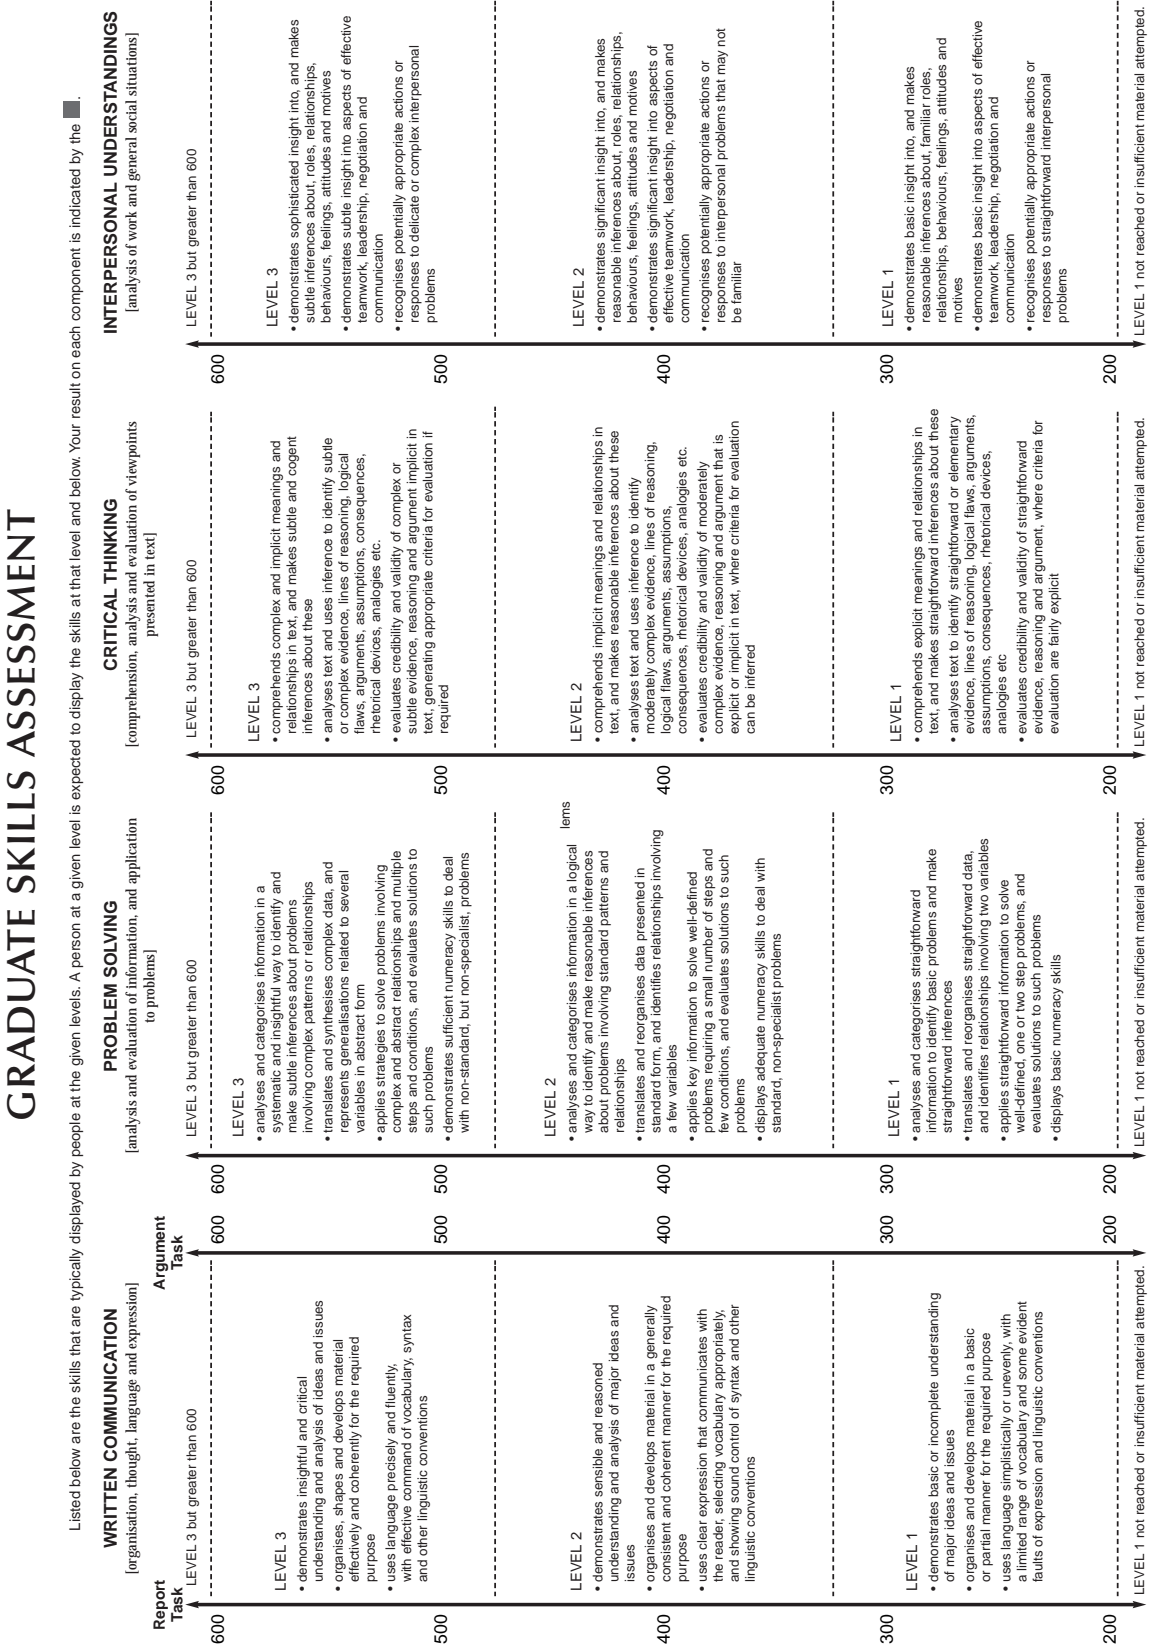 GRADUATE SKILLS ASSESSMENT
Listed below are the skills that are typically displayed by people at the given levels. A person at a given level is expected to display the skills at that level and below. Your result on each component is indicated by the ■.
WRITTEN COMMUNICATION
[organisation, thought, language and expression]
Report
Task
Argument
Task
600
500
400
300
200
600
500
400
300
200
LEVEL 3 but greater than 600
LEVEL 3
• demonstrates insightful and critical
understanding and analysis of ideas and issues
• organises, shapes and develops material
effectively and coherently for the required
purpose
• uses language precisely and fluently,
with effective command of vocabulary, syntax
and other linguistic conventions
LEVEL 2
• demonstrates sensible and reasoned
understanding and analysis of major ideas and
issues
• organises and develops material in a generally
consistent and coherent manner for the required
purpose
• uses clear expression that communicates with
the reader, selecting vocabulary appropriately,
and showing sound control of syntax and other
linguistic conventions
LEVEL 1
• demonstrates basic or incomplete understanding
of major ideas and issues
• organises and develops material in a basic
or partial manner for the required purpose
• uses language simplistically or unevenly, with
a limited range of vocabulary and some evident
faults of expression and linguistic conventions
LEVEL 1 not reached or insufficient material attempted.
PROBLEM SOLVING
[analysis and evaluation of information, and application
to problems]
600
500
400
300
200
LEVEL 3 but greater than 600
LEVEL 3
• analyses and categorises information in a
systematic and insightful way to identify and
make subtle inferences about problems
involving complex patterns or relationships
• translates and synthesises complex data, and
represents generalisations related to several
variables in abstract form
• applies strategies to solve problems involving
complex and abstract relationships and multiple
steps and conditions, and evaluates solutions to
such problems
• demonstrates sufficient numeracy skills to deal
with non-standard, but non-specialist, problems
LEVEL 2
lems
• analyses and categorises information in a logical
way to identify and make reasonable inferences
about problems involving standard patterns and
relationships
• translates and reorganises data presented in
standard form, and identifies relationships involving
a few variables
• applies key information to solve well-defined
problems requiring a small number of steps and
few conditions, and evaluates solutions to such
problems
• displays adequate numeracy skills to deal with
standard, non-specialist problems
LEVEL 1
• analyses and categorises straightforward
information to identify basic problems and make
straightforward inferences
• translates and reorganises straightforward data,
and identifies relationships involving two variables
• applies straightforward information to solve
well-defined, one or two step problems, and
evaluates solutions to such problems
• displays basic numeracy skills
LEVEL 1 not reached or insufficient material attempted.
CRITICAL THINKING
[comprehension, analysis and evaluation of viewpoints
presented in text]
600
500
400
300
200
LEVEL 3 but greater than 600
LEVEL 3
• comprehends complex and implicit meanings and
relationships in text, and makes subtle and cogent
inferences about these
• analyses text and uses inference to identify subtle
or complex evidence, lines of reasoning, logical
flaws, arguments, assumptions, consequences,
rhetorical devices, analogies etc.
• evaluates credibility and validity of complex or
subtle evidence, reasoning and argument implicit in
text, generating appropriate criteria for evaluation if
required
LEVEL 2
• comprehends implicit meanings and relationships in
text, and makes reasonable inferences about these
• analyses text and uses inference to identify
moderately complex evidence, lines of reasoning,
logical flaws, arguments, assumptions,
consequences, rhetorical devices, analogies etc.
• evaluates credibility and validity of moderately
complex evidence, reasoning and argument that is
explicit or implicit in text, where criteria for evaluation
can be inferred
LEVEL 1
• comprehends explicit meanings and relationships in
text, and makes straightforward inferences about these
• analyses text to identify straightforward or elementary
evidence, lines of reasoning, logical flaws, arguments,
assumptions, consequences, rhetorical devices,
analogies etc
• evaluates credibility and validity of straightforward
evidence, reasoning and argument, where criteria for
evaluation are fairly explicit
LEVEL 1 not reached or insufficient material attempted.
INTERPERSONAL UNDERSTANDINGS
[analysis of work and general social situations]
600
500
400
300
200
LEVEL 3 but greater than 600
LEVEL 3
• demonstrates sophisticated insight into, and makes
subtle inferences about, roles, relationships,
behaviours, feelings, attitudes and motives
• demonstrates subtle insight into aspects of effective
teamwork, leadership, negotiation and
communication
• recognises potentially appropriate actions or
responses to delicate or complex interpersonal
problems
LEVEL 2
• demonstrates significant insight into, and makes
reasonable inferences about, roles, relationships,
behaviours, feelings, attitudes and motives
• demonstrates significant insight into aspects of
effective teamwork, leadership, negotiation and
communication
• recognises potentially appropriate actions or
responses to interpersonal problems that may not
be familiar
LEVEL 1
• demonstrates basic insight into, and makes
reasonable inferences about, familiar roles,
relationships, behaviours, feelings, attitudes and
motives
• demonstrates basic insight into aspects of effective
teamwork, leadership, negotiation and
communication
• recognises potentially appropriate actions or
responses to straightforward interpersonal
problems
LEVEL 1 not reached or insufficient material attempted.